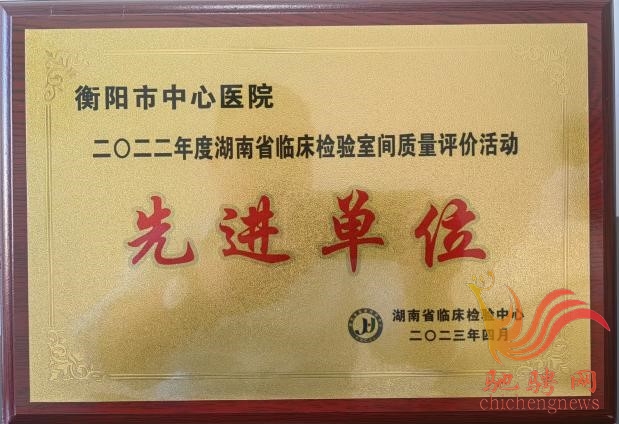 衡阳市中心医院
二〇二二年度湖南省临床检验室间质量评价活动
先进单位
湖南省临床检验中心
二〇二三年四月
驰骋网
chichengnews